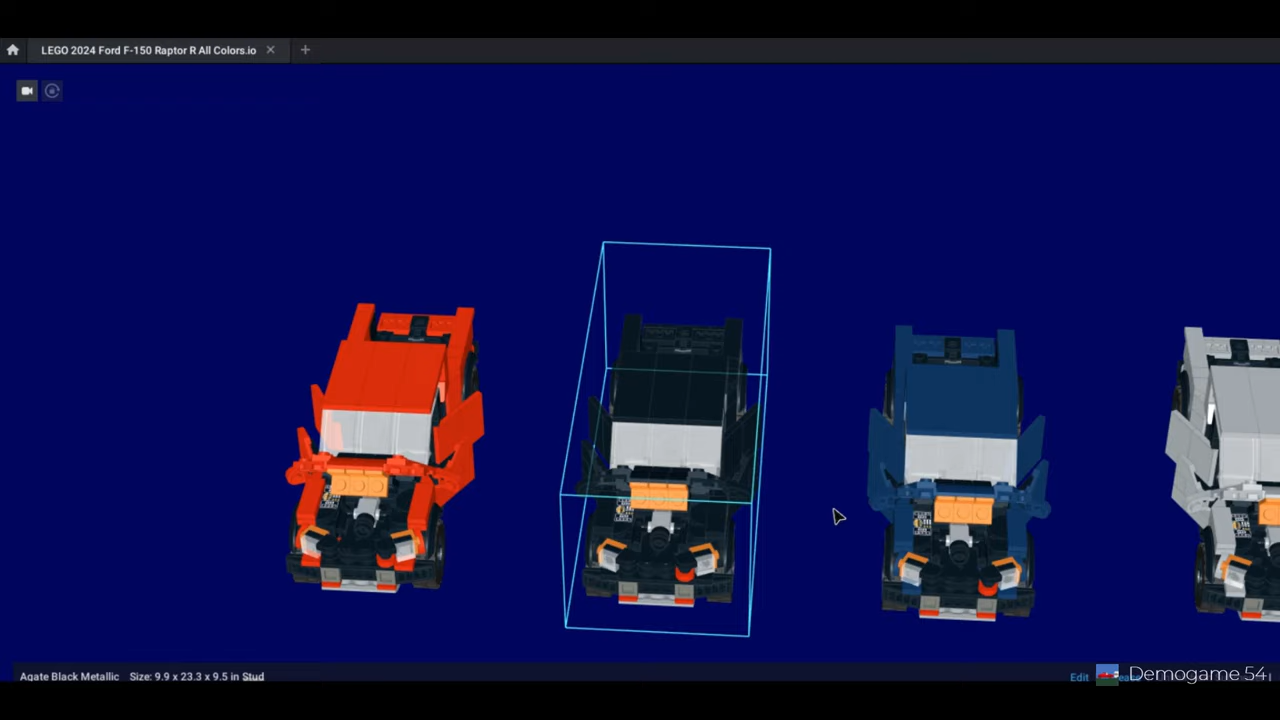 LEGO 2024 Ford F-150 Raptor R All Colors.io
Agate Black Metallic Size: 9.9 x 23.3 x 9.5 in Stud
Edit
Demogame 54